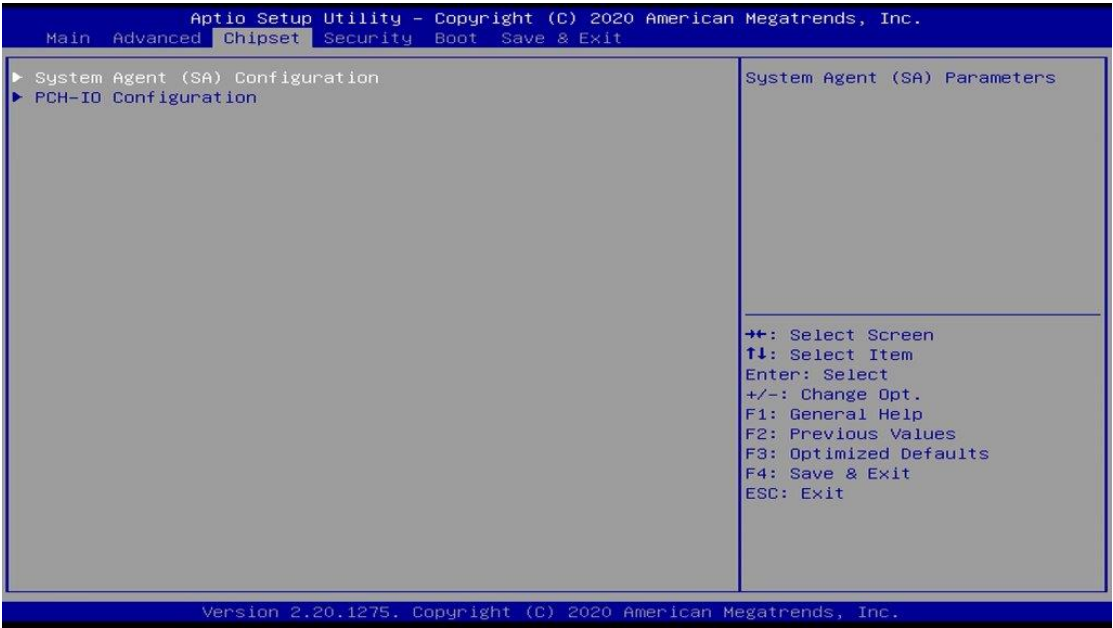 Aptio Setup Utility – Copyright (C) 2020 American Megatrends, Inc.
Main Advanced Chipset Security Boot Save & Exit
▶ System Agent (SA) Configuration
▶ PCH-IO Configuration
System Agent (SA) Parameters
→←: Select Screen
↑↓: Select Item
Enter: Select
+/-: Change Opt.
F1: General Help
F2: Previous Values
F3: Optimized Defaults
F4: Save & Exit
ESC: Exit
Version 2.20.1275. Copyright (C) 2020 American Megatrends, Inc.